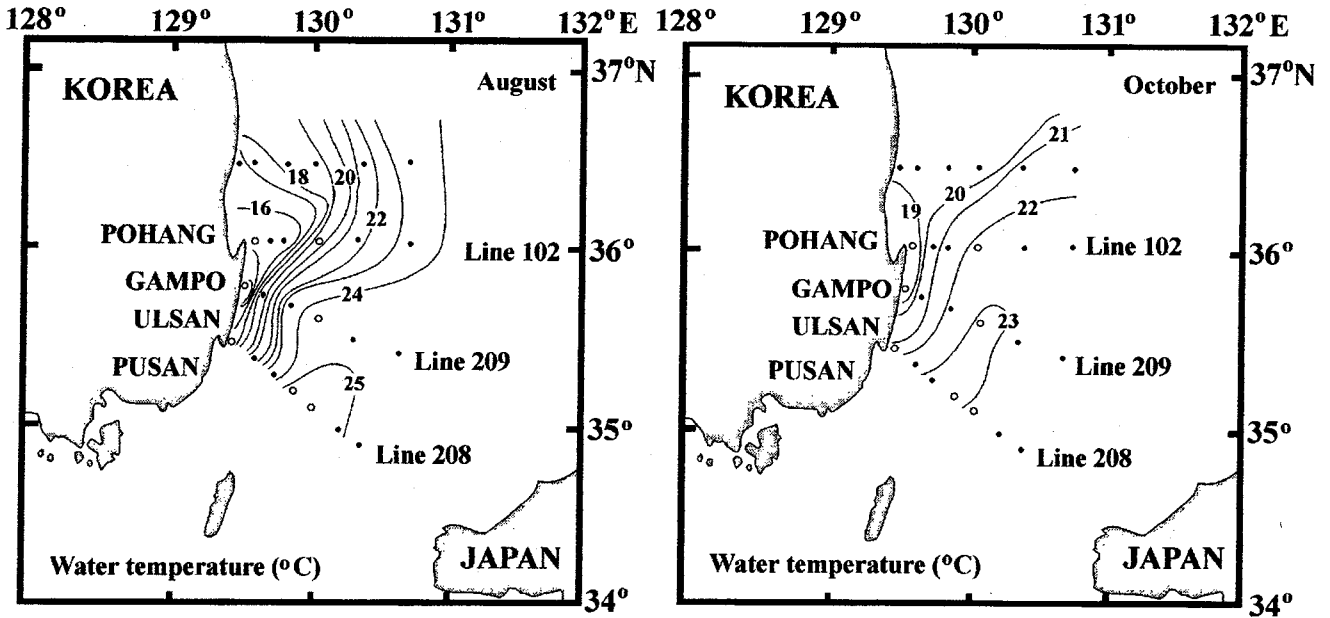 128° 129° 130° 131° 132°E
KOREA
August
37°N
18
20
16
22
POHANG
Line 102
36°
GAMPO
24
ULSAN
PUSAN
Line 209
25
35°
Line 208
JAPAN
Water temperature (°C)
34°
128° 129° 130° 131° 132°E
KOREA
October
37°N
21
20
19
22
POHANG
Line 102
36°
GAMPO
ULSAN
23
PUSAN
Line 209
35°
Line 208
JAPAN
Water temperature (°C)
34°